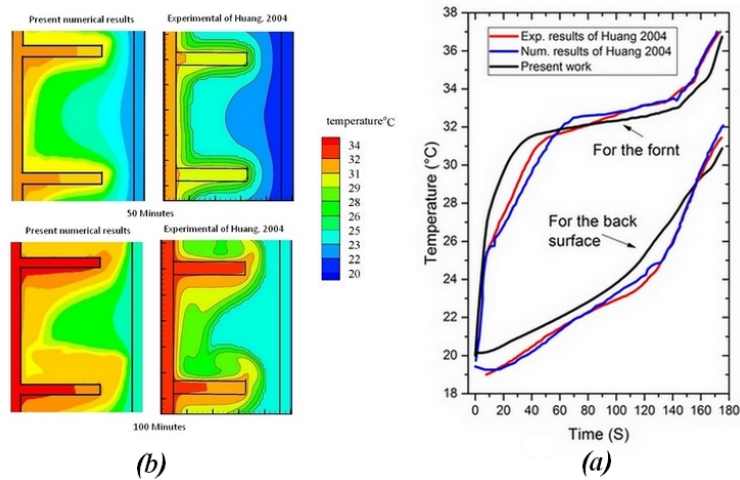 Present numerical results
Experimental of Huang, 2004
50 Minutes
Present numerical results
Experimental of Huang, 2004
100 Minutes
temperature°C
34
32
31
29
28
26
25
23
22
20
(b)
38
36
34
32
30
28
26
24
22
20
18
Temperature (°C)
Exp. results of Huang 2004
Num. results of Huang 2004
Present work
For the fornt
For the back
surface
0 20 40 60 80 100 120 140 160 175 180
Time (S)
(a)